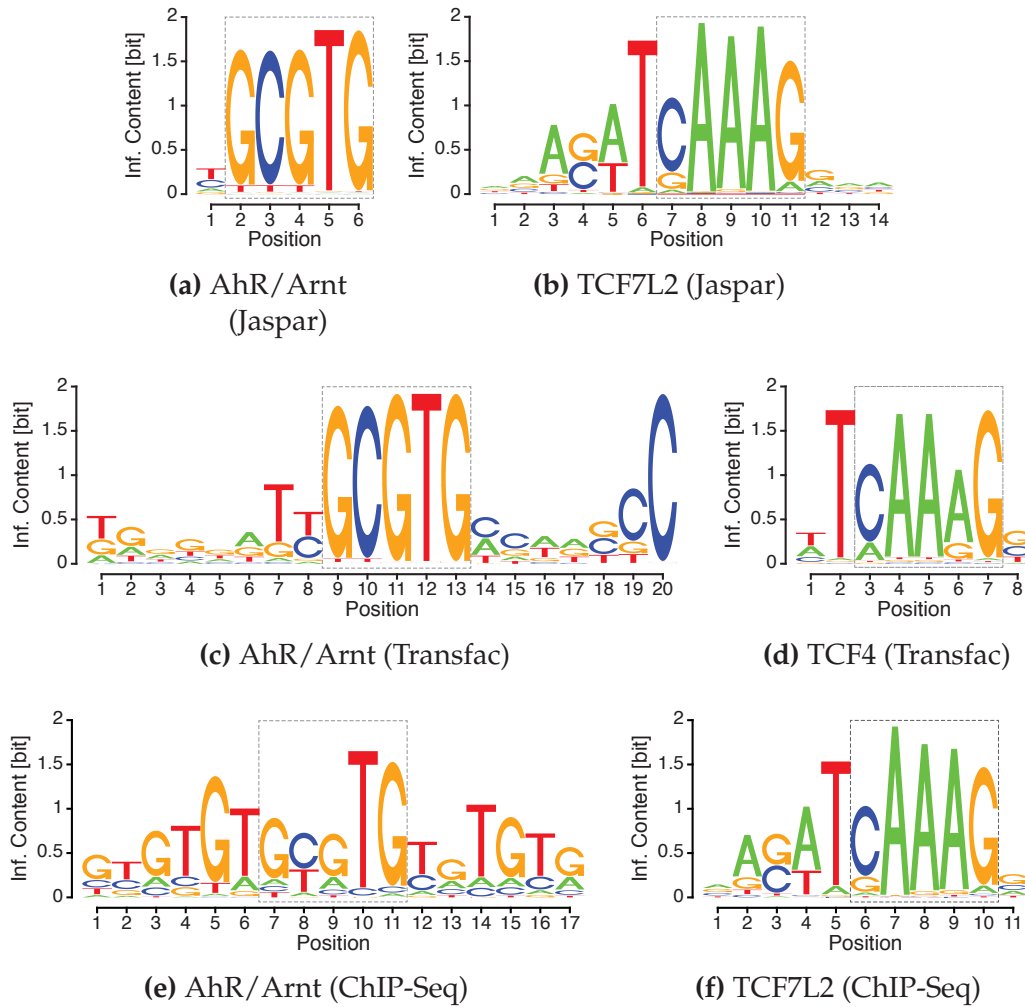 2
1.5
1
0.5
0
Inf. Content [bit]
1 2 3 4 5 6
Position
T
C
GCGTG
(a) AhR/Arnt
(Jaspar)
2
1.5
1
0.5
0
Inf. Content [bit]
1 2 3 4 5 6 7 8 9 10 11 12 13 14
Position
AGATCAAAG
(b) TCF7L2 (Jaspar)
2
1.5
1
0.5
0
Inf. Content [bit]
1 2 3 4 5 6 7 8 9 10 11 12 13 14 15 16 17 18 19 20
Position
TTGCGTG
(c) AhR/Arnt (Transfac)
2
1.5
1
0.5
0
Inf. Content [bit]
1 2 3 4 5 6 7 8
Position
TCAAAG
(d) TCF4 (Transfac)
2
1.5
1
0.5
0
Inf. Content [bit]
1 2 3 4 5 6 7 8 9 10 11 12 13 14 15 16 17
Position
GTGTGTGCGTGTGTGTG
(e) AhR/Arnt (ChIP-Seq)
2
1.5
1
0.5
0
Inf. Content [bit]
1 2 3 4 5 6 7 8 9 10 11
Position
AGATCAAAG
(f) TCF7L2 (ChIP-Seq)